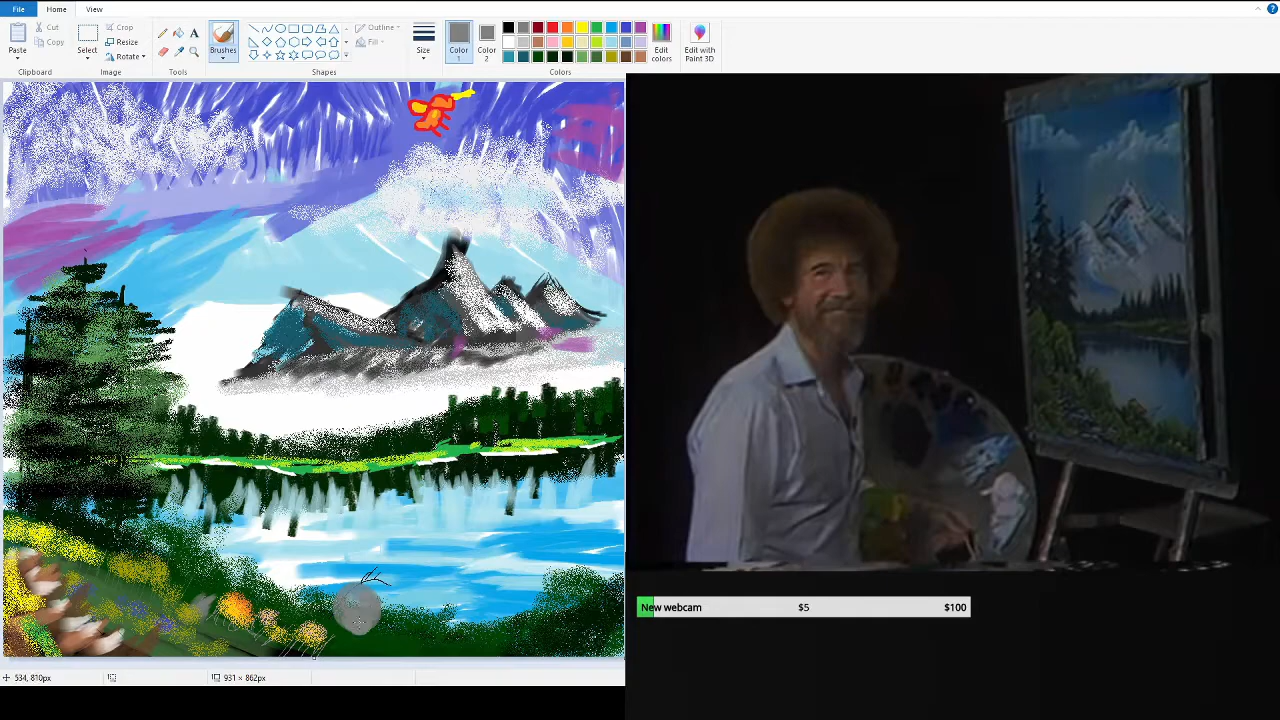 File Home View
Paste Cut Copy
Clipboard
Select Crop Resize Rotate
Image
A
Tools
Brushes
Outline Fill
Shapes
Size
Color 1
Color 2
Edit colors
Colors
Edit with Paint 3D
?
New webcam $5 $100
534, 810px
931 × 862px